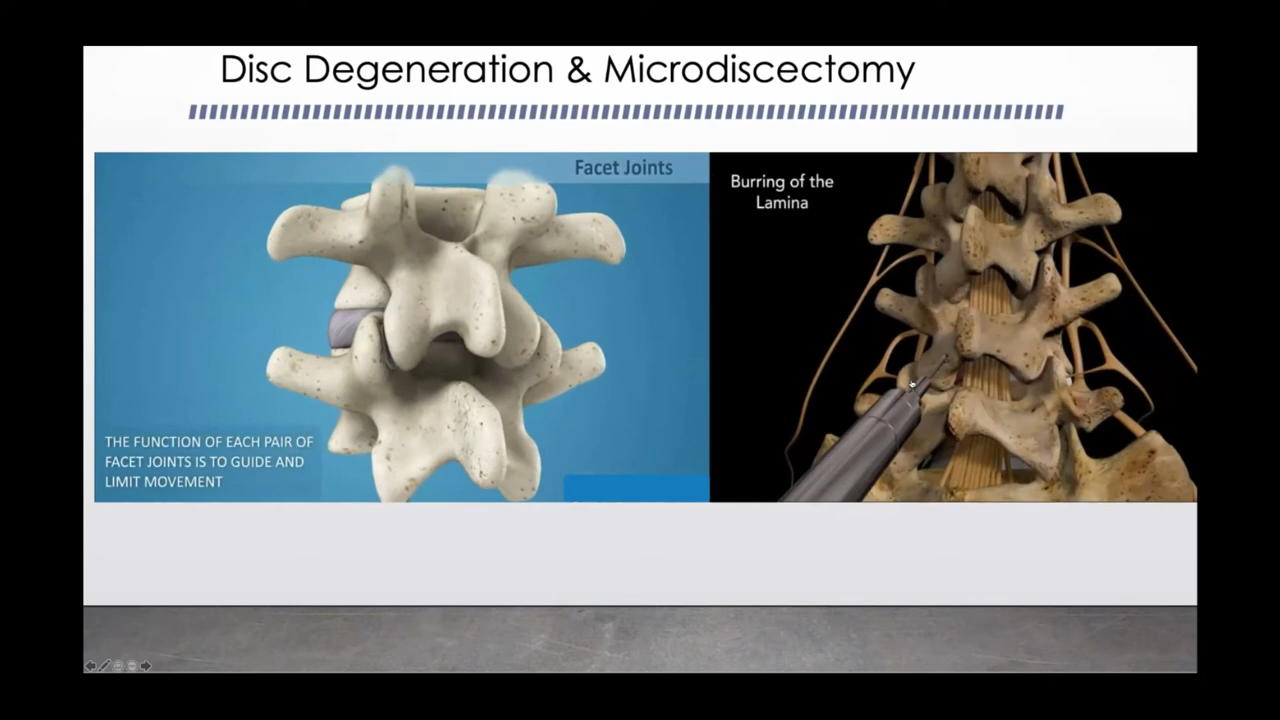 Disc Degeneration & Microdiscectomy
Facet Joints
THE FUNCTION OF EACH PAIR OF
FACET JOINTS IS TO GUIDE AND
LIMIT MOVEMENT
Burring of the
Lamina